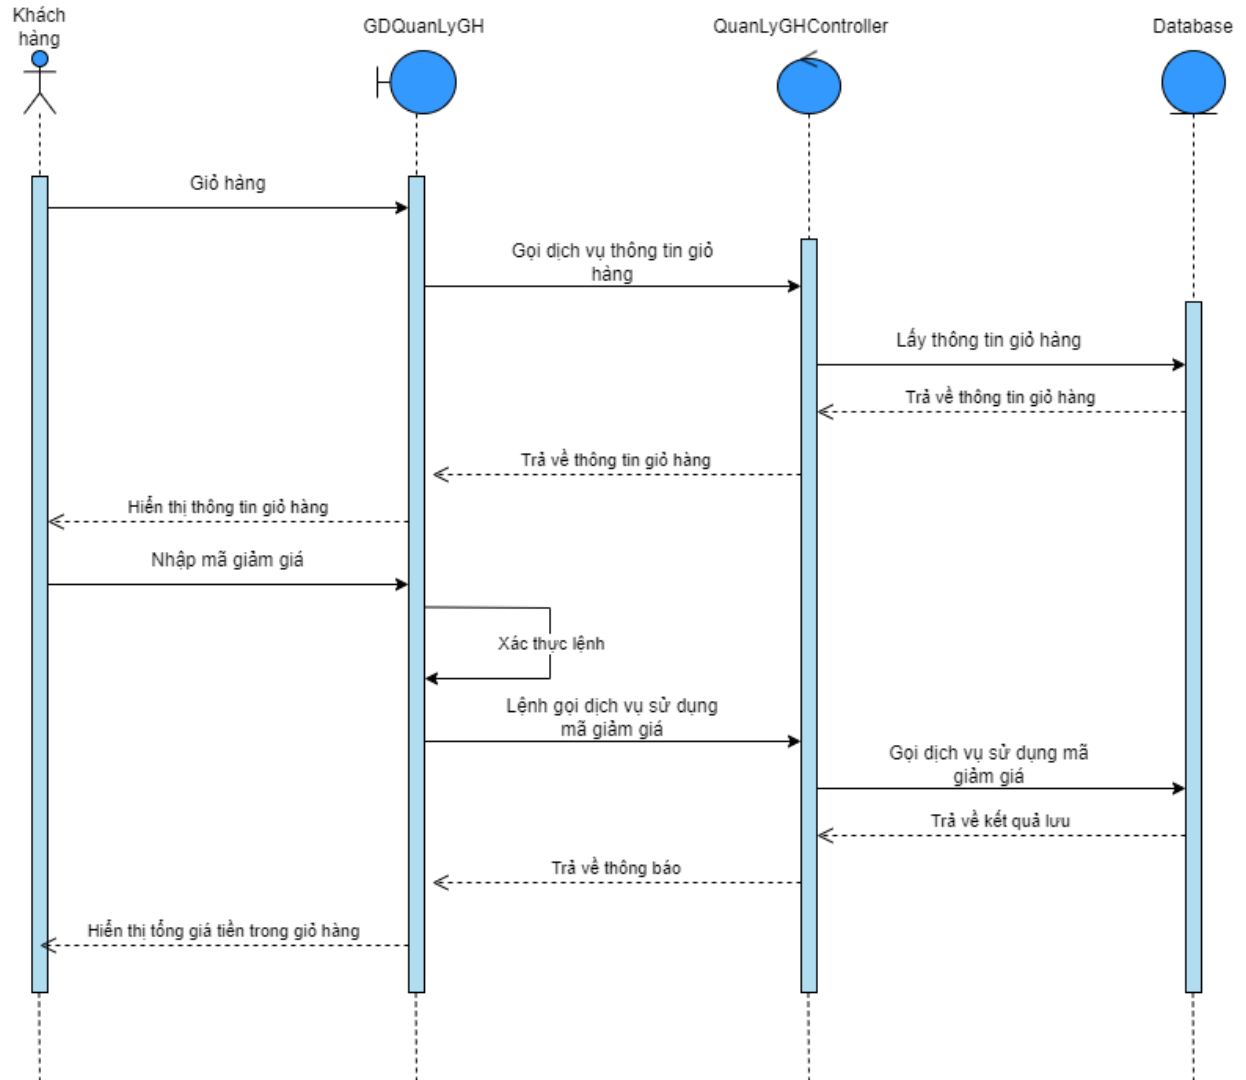 Khách
hàng
GDQuanLyGH
QuanLyGHController
Database
Giỏ hàng
Gọi dịch vụ thông tin giỏ
hàng
Lấy thông tin giỏ hàng
Trả về thông tin giỏ hàng
Trả về thông tin giỏ hàng
Hiển thị thông tin giỏ hàng
Nhập mã giảm giá
Xác thực lệnh
Lệnh gọi dịch vụ sử dụng
mã giảm giá
Gọi dịch vụ sử dụng mã
giảm giá
Trả về kết quả lưu
Trả về thông báo
Hiển thị tổng giá tiền trong giỏ hàng